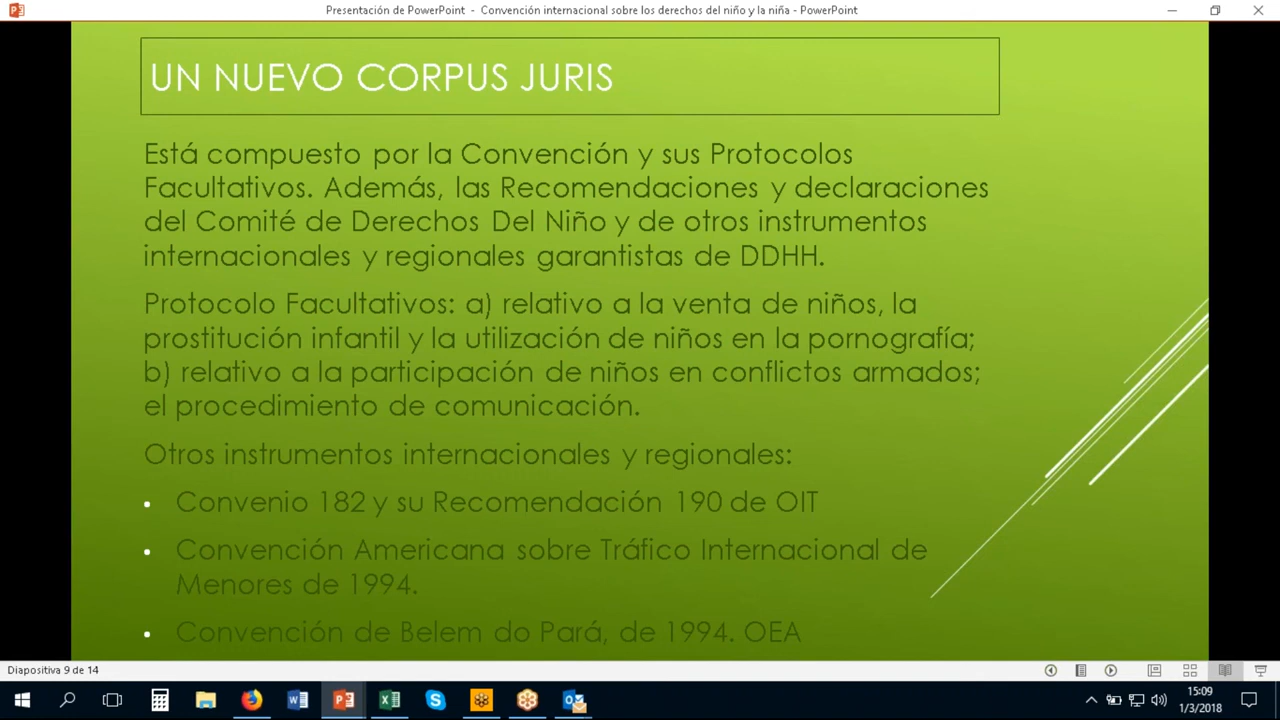 Presentación de PowerPoint - Convención internacional sobre los derechos del niño y la niña - PowerPoint
UN NUEVO CORPUS JURIS
Está compuesto por la Convención y sus Protocolos
Facultativos. Además, las Recomendaciones y declaraciones
del Comité de Derechos Del Niño y de otros instrumentos
internacionales y regionales garantistas de DDHH.
Protocolo Facultativos: a) relativo a la venta de niños, la
prostitución infantil y la utilización de niños en la pornografía;
b) relativo a la participación de niños en conflictos armados;
el procedimiento de comunicación.
Otros instrumentos internacionales y regionales:
• Convenio 182 y su Recomendación 190 de OIT
• Convención Americana sobre Tráfico Internacional de
Menores de 1994.
• Convención de Belem do Pará, de 1994. OEA
Diapositiva 9 de 14
15:09
1/3/2018